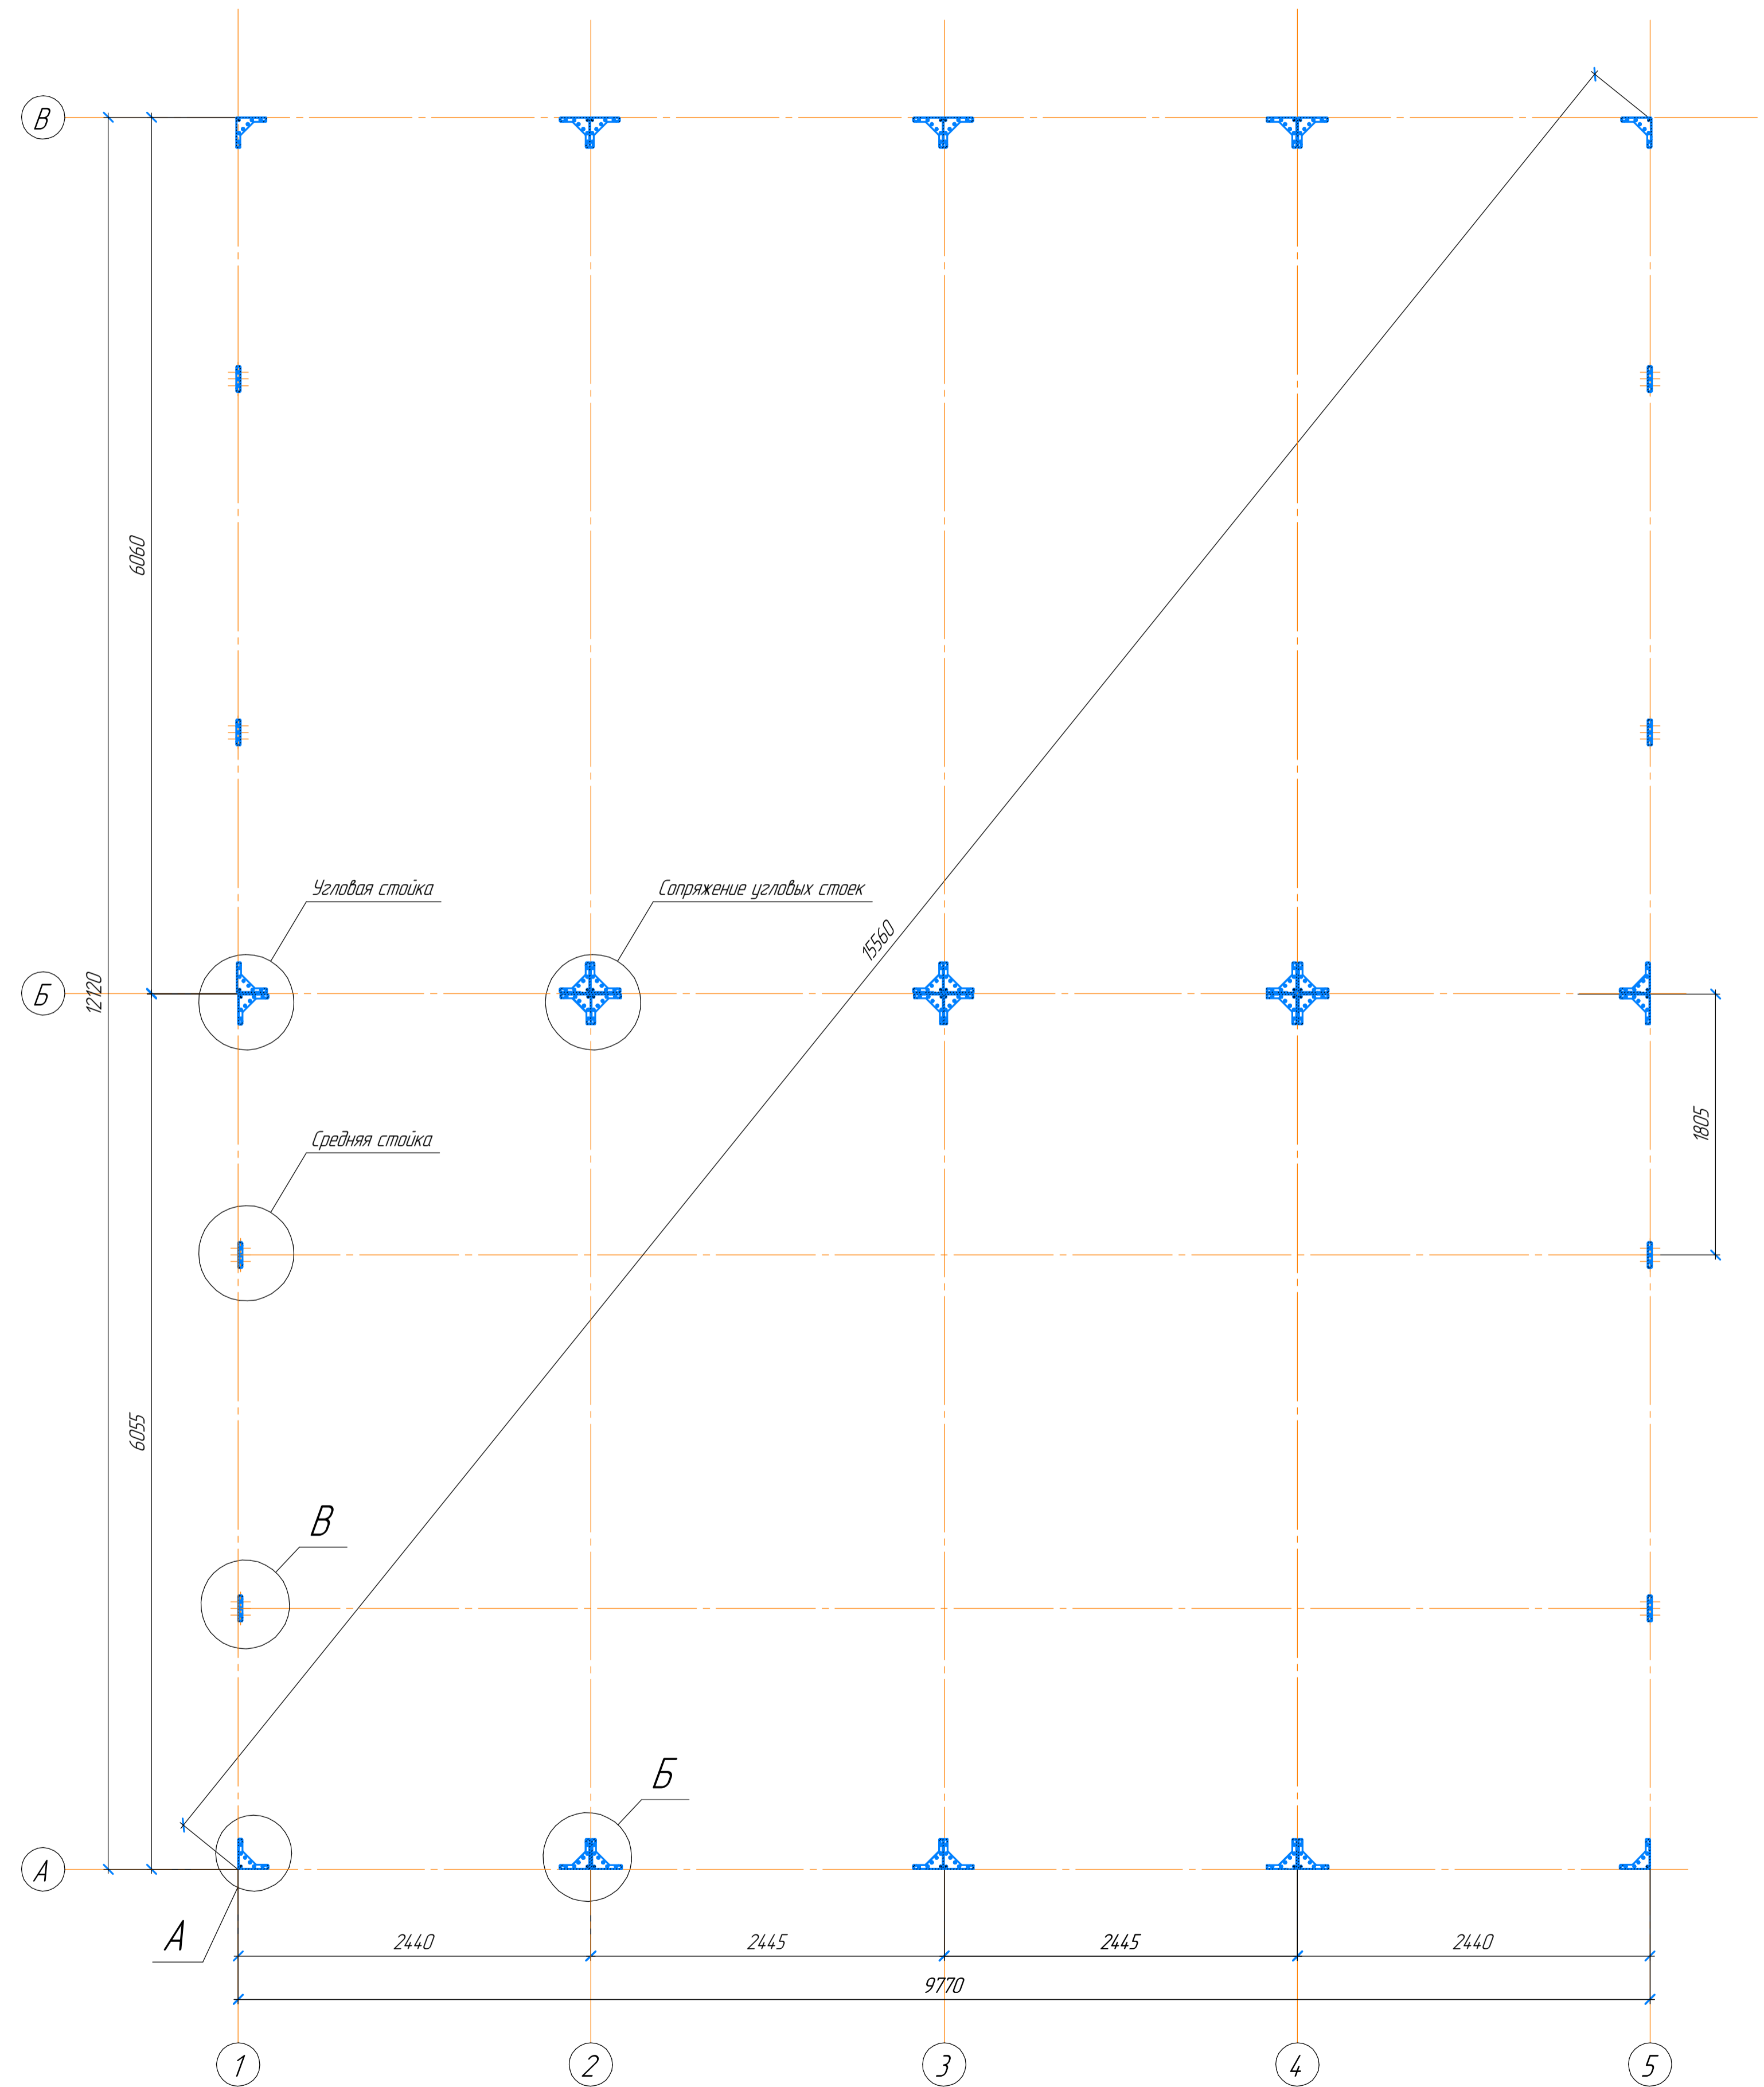 В
6060
Угловая стойка
Сопряжение угловых стоек
15560
Б
12120
1805
Средняя стойка
6055
В
Б
А
А
2440
2445
2445
2440
9770
1
2
3
4
5